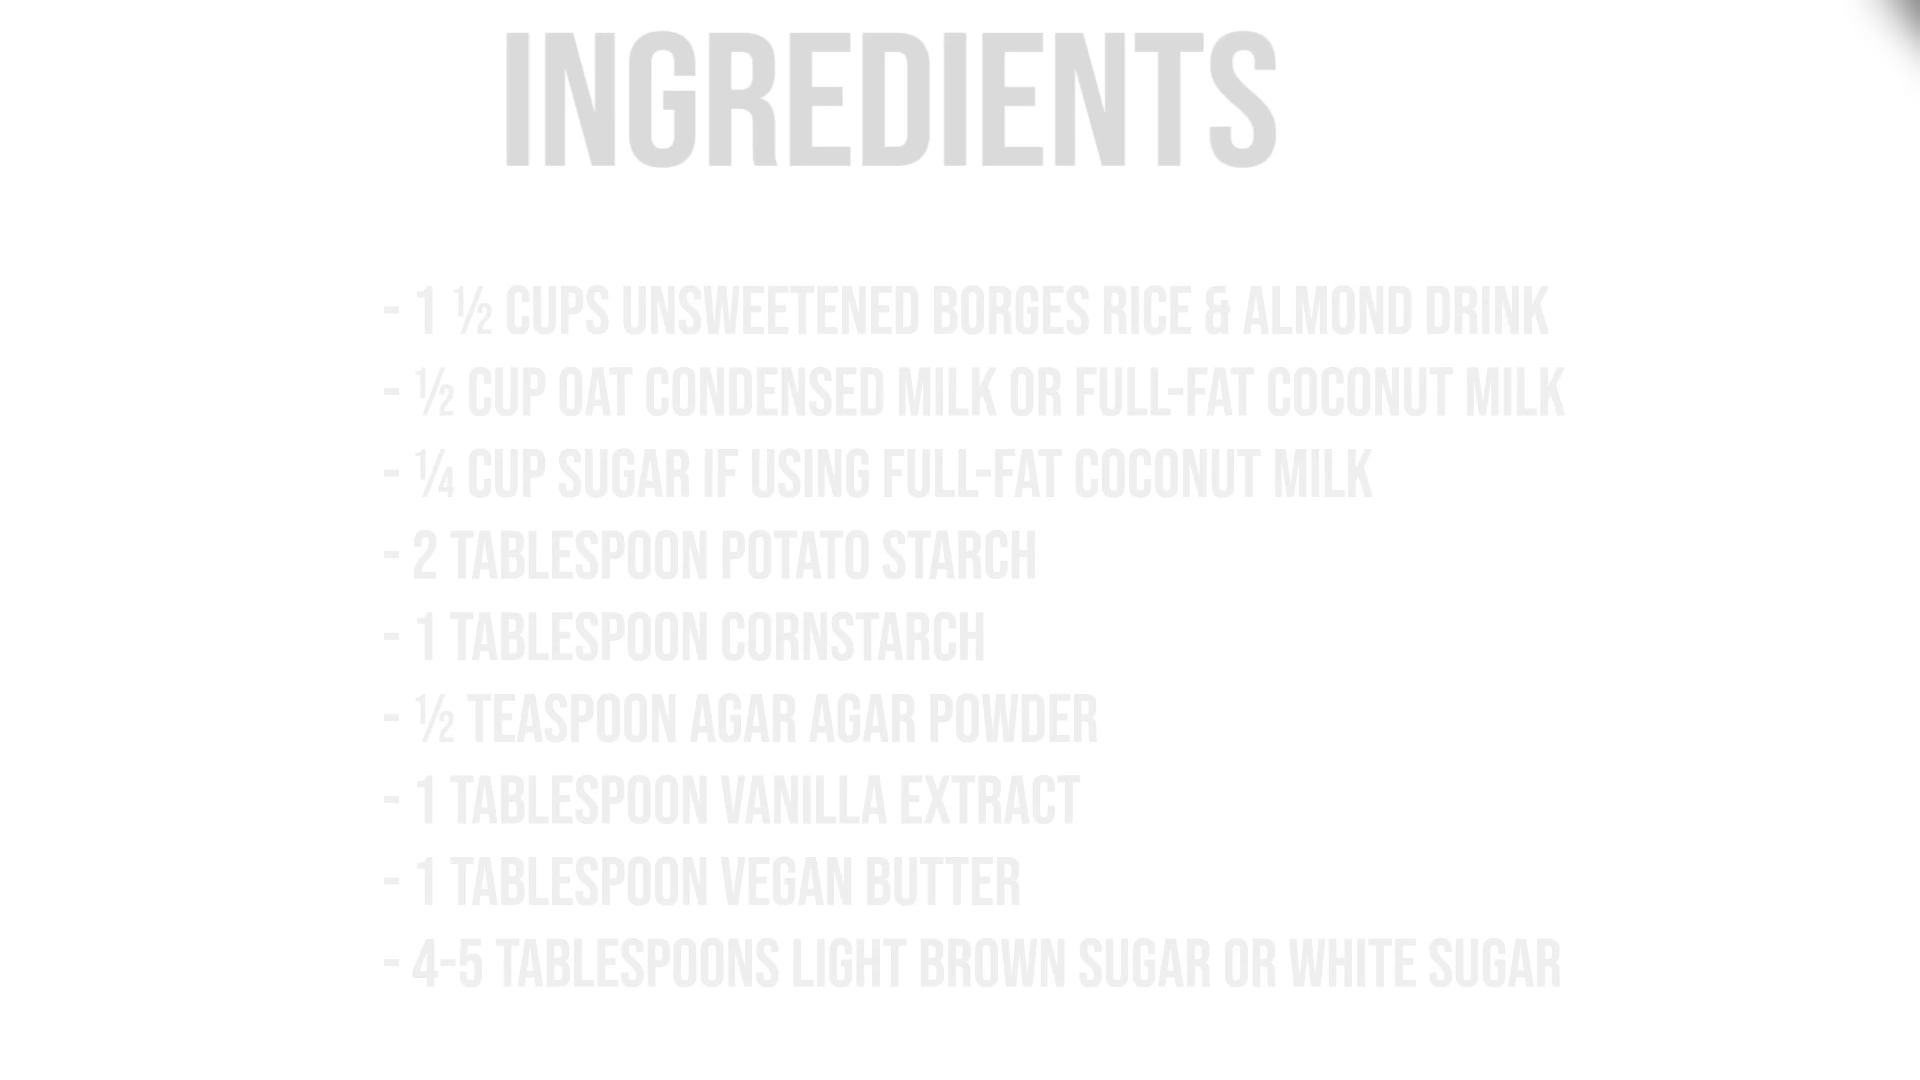 INGREDIENTS
- 1 ½ CUPS UNSWEETENED BORGES RICE & ALMOND DRINK
- ½ CUP OAT CONDENSED MILK OR FULL-FAT COCONUT MILK
- ¼ CUP SUGAR IF USING FULL-FAT COCONUT MILK
- 2 TABLESPOON POTATO STARCH
- 1 TABLESPOON CORNSTARCH
- ½ TEASPOON AGAR AGAR POWDER
- 1 TABLESPOON VANILLA EXTRACT
- 1 TABLESPOON VEGAN BUTTER
- 4-5 TABLESPOONS LIGHT BROWN SUGAR OR WHITE SUGAR